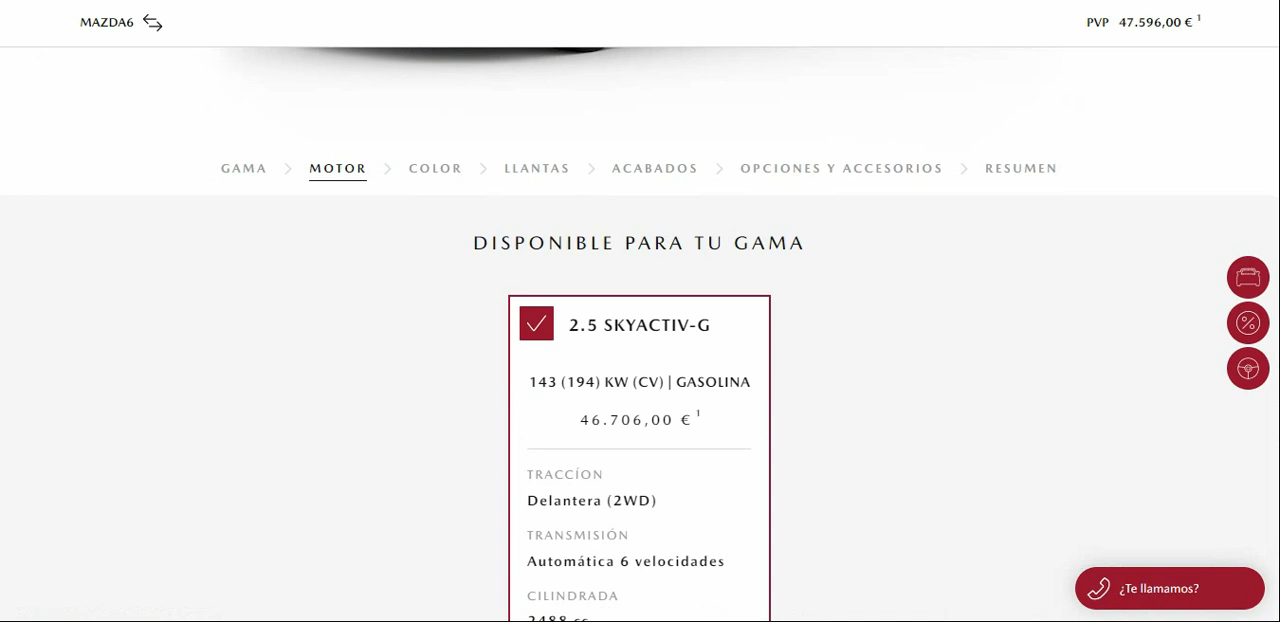 MAZDA6
PVP 47.596,00 € 1
GAMA > MOTOR > COLOR > LLANTAS > ACABADOS > OPCIONES Y ACCESORIOS > RESUMEN
DISPONIBLE PARA TU GAMA
2.5 SKYACTIV-G
143 (194) KW (CV) | GASOLINA
46.706,00 € 1
TRACCÍON
Delantera (2WD)
TRANSMISIÓN
Automática 6 velocidades
CILINDRADA
2488 cc
¿Te llamamos?